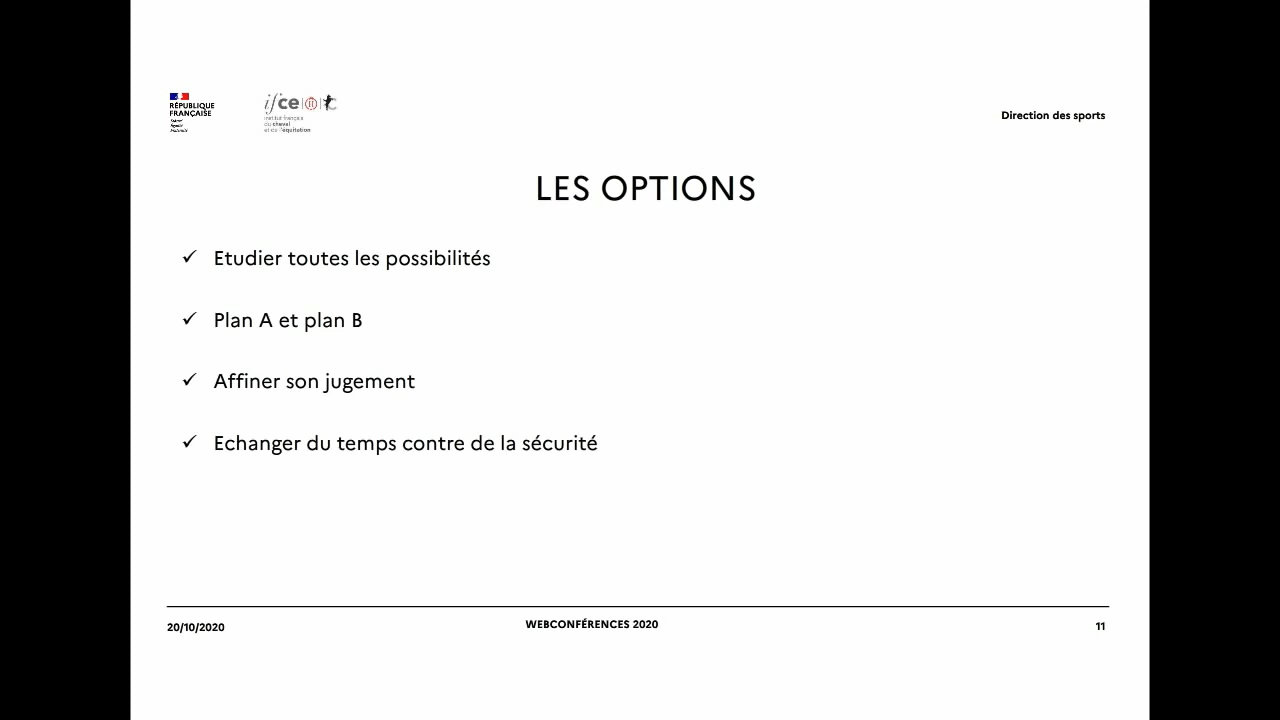 RÉPUBLIQUE
FRANÇAISE
Liberté
Égalité
Fraternité
ifce
institut français
du cheval
et de l'équitation
Direction des sports
LES OPTIONS
✓ Etudier toutes les possibilités
✓ Plan A et plan B
✓ Affiner son jugement
✓ Echanger du temps contre de la sécurité
20/10/2020
WEBCONFÉRENCES 2020
11